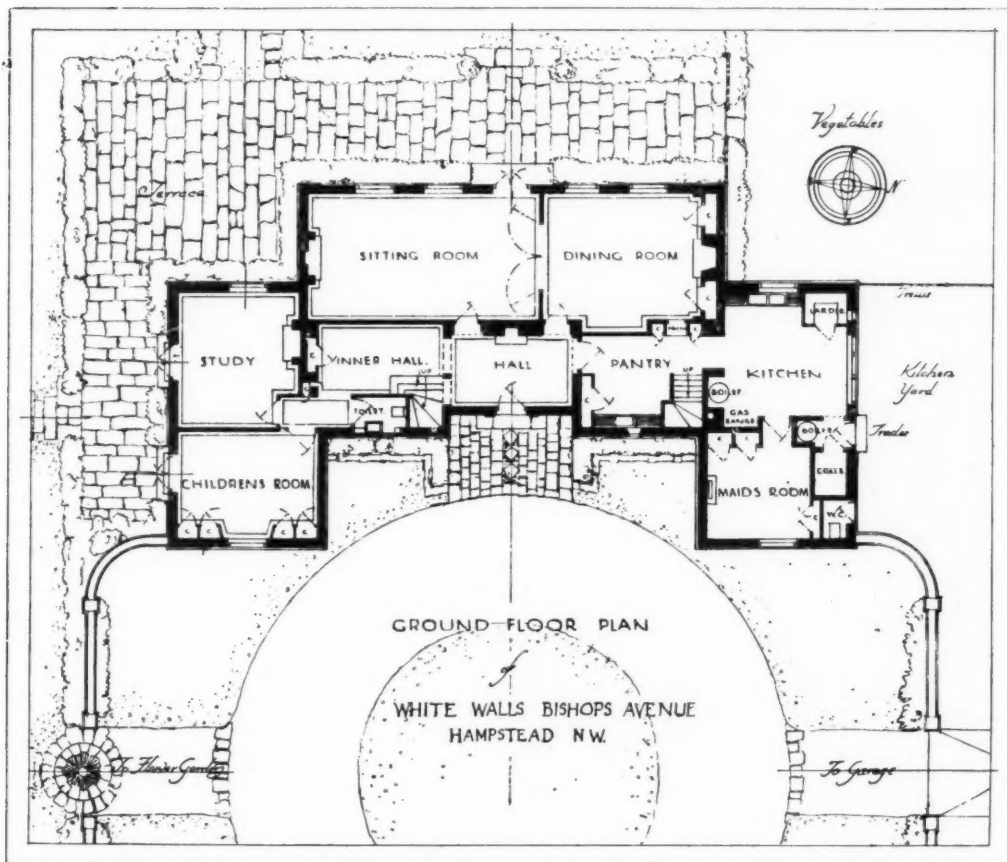 Vegetables
N
Terrace
SITTING ROOM
DINING ROOM
C
C
LARDER
Kitchen
Yard
STUDY
C
INNER HALL.
UP
HALL
C
C
PANTRY
UP
KITCHEN
C
C
TOILET.
BOILER
GAS
RANGE
BOILER
Trades
CHILDRENS ROOM
C
C
C
C
C
C
MAIDS ROOM
COALS.
C
W.C.
GROUND FLOOR PLAN
of
WHITE WALLS BISHOPS AVENUE
HAMPSTEAD N.W.
To Flower Garden
To Garage